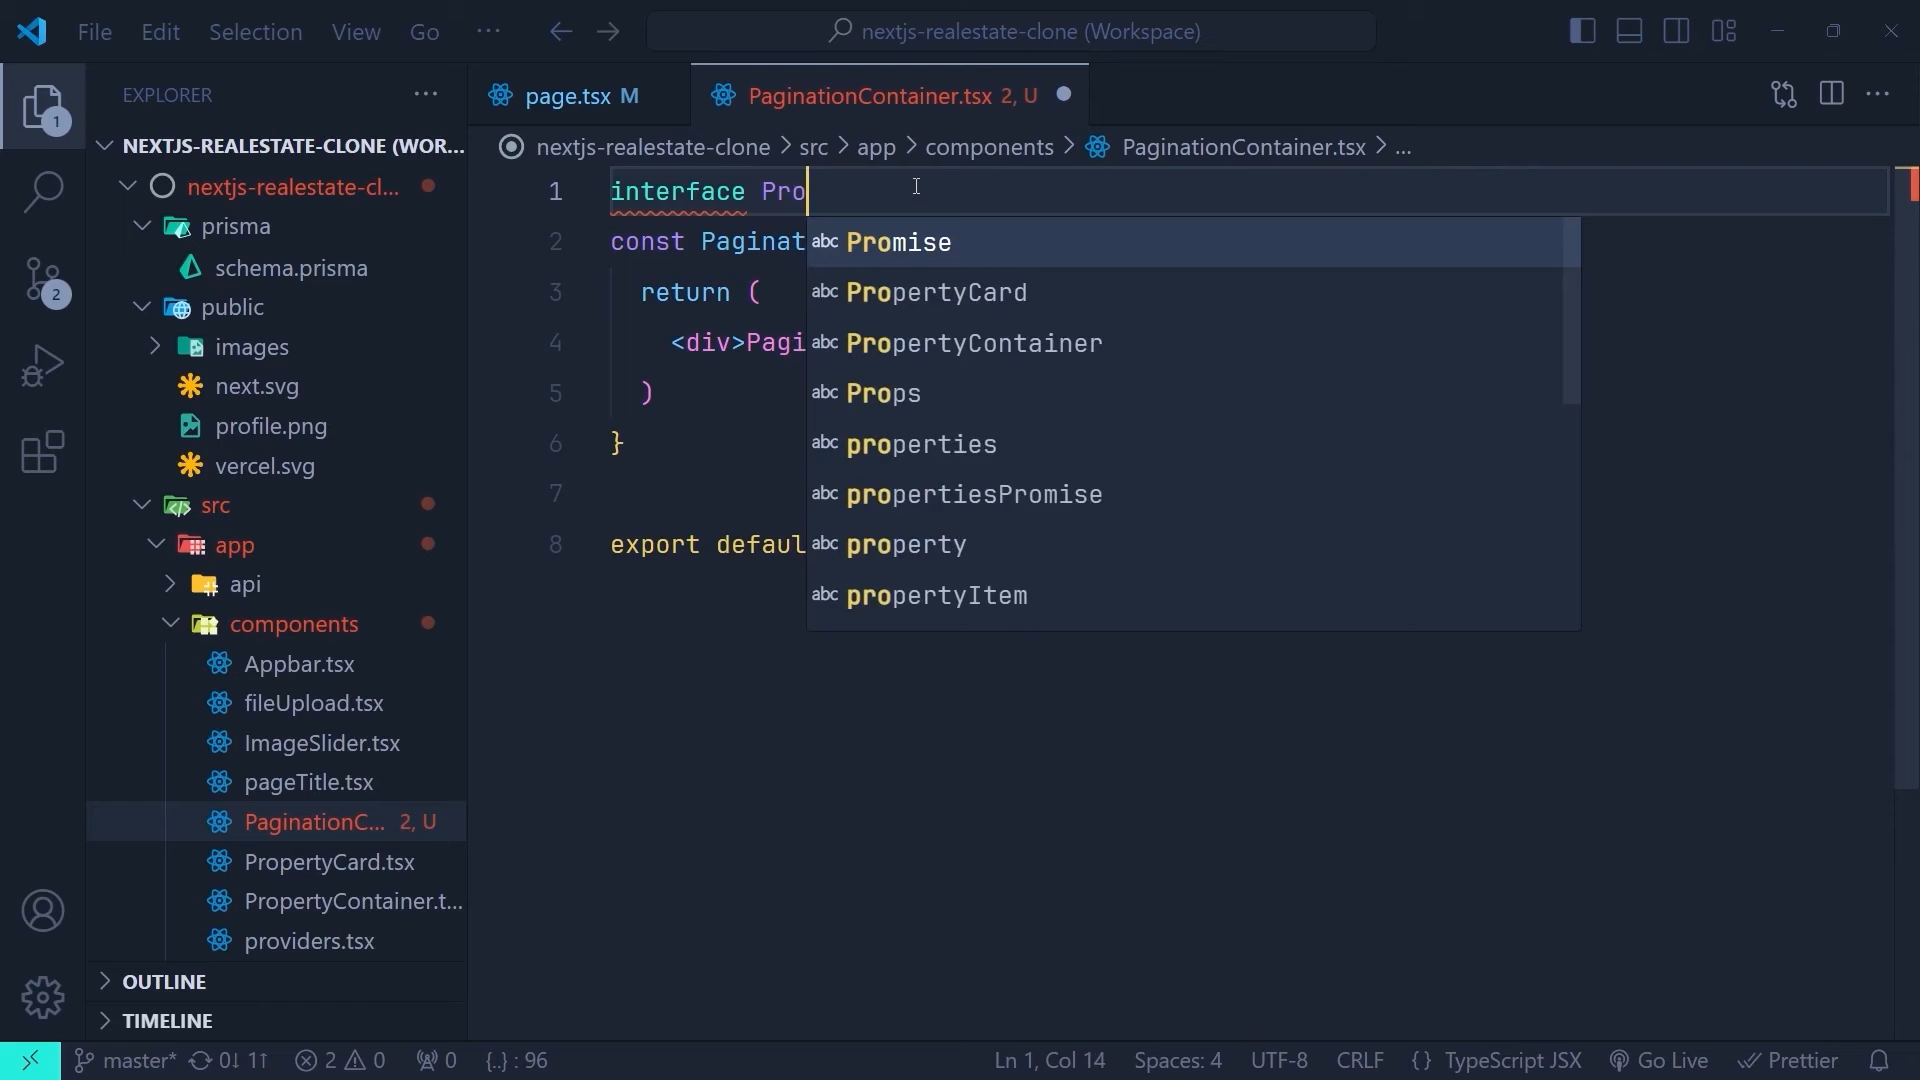 File Edit Selection View Go ··· nextjs-realestate-clone (Workspace)
EXPLORER ···
NEXTJS-REALESTATE-CLONE (WOR...
nextjs-realestate-cl...
prisma
schema.prisma
public
images
next.svg
profile.png
vercel.svg
src
app
api
components
Appbar.tsx
fileUpload.tsx
ImageSlider.tsx
pageTitle.tsx
PaginationC... 2, U
PropertyCard.tsx
PropertyContainer.t...
providers.tsx
OUTLINE
TIMELINE
1
2
page.tsx M
PaginationContainer.tsx 2, U
nextjs-realestate-clone > src > app > components > PaginationContainer.tsx > ...
1 interface Pro
2 const Paginat
3 return (
4 <div>Pagi
5 )
6 }
7
8 export defaul
abc Promise
abc PropertyCard
abc PropertyContainer
abc Props
abc properties
abc propertiesPromise
abc property
abc propertyItem
master* 0↓ 1↑ 2 0 0 {..} : 96 Ln 1, Col 14 Spaces: 4 UTF-8 CRLF {} TypeScript JSX Go Live Prettier